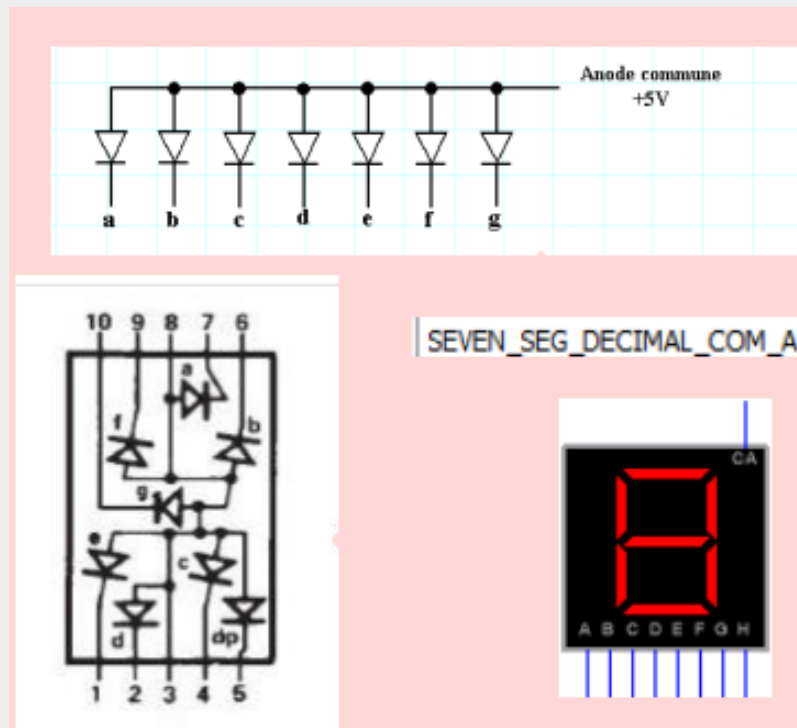 Anode commune
+5V
a b c d e f g
10 9 8 7 6
a
f b
g
e c
d dp
1 2 3 4 5
SEVEN_SEG_DECIMAL_COM_A
CA
A B C D E F G H